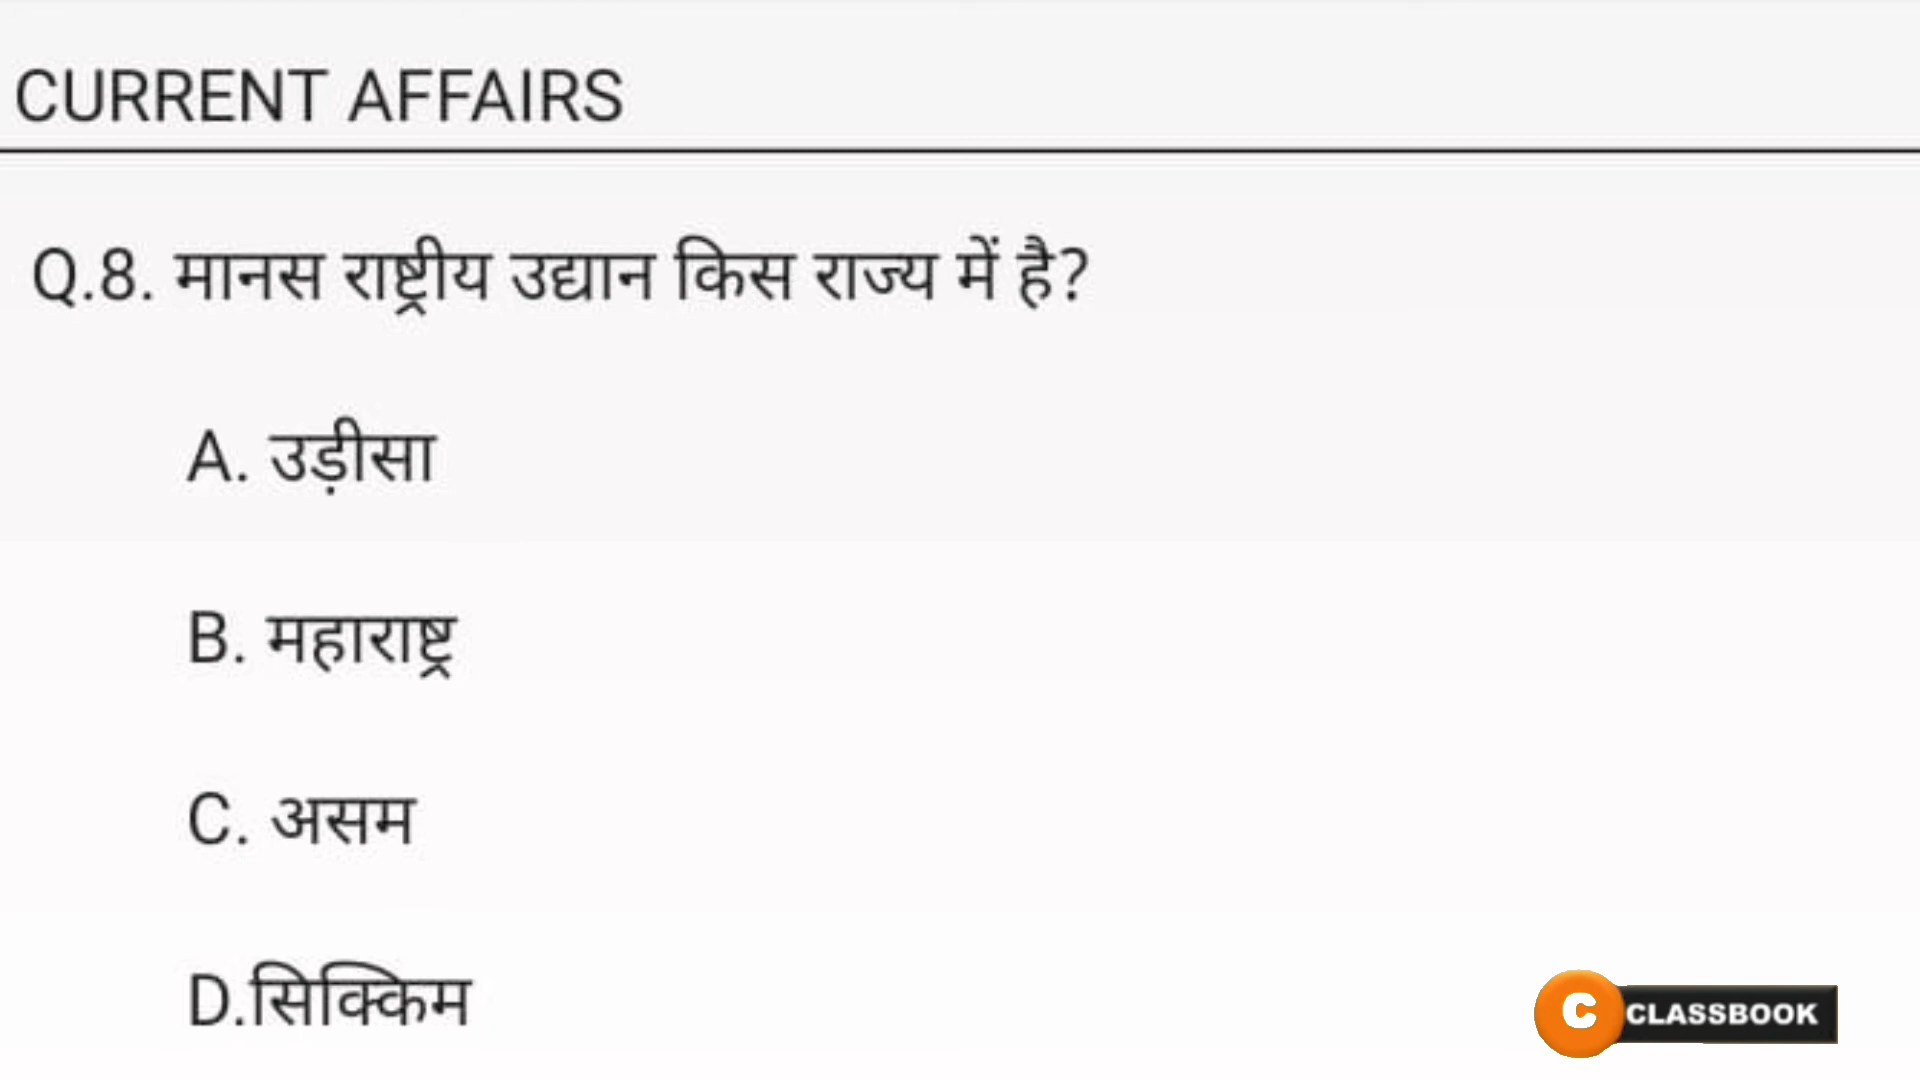 CURRENT AFFAIRS
Q.8. मानस राष्ट्रीय उद्यान किस राज्य में है?
A. उड़ीसा
B. महाराष्ट्र
C. असम
D.सिक्किम
C CLASSBOOK